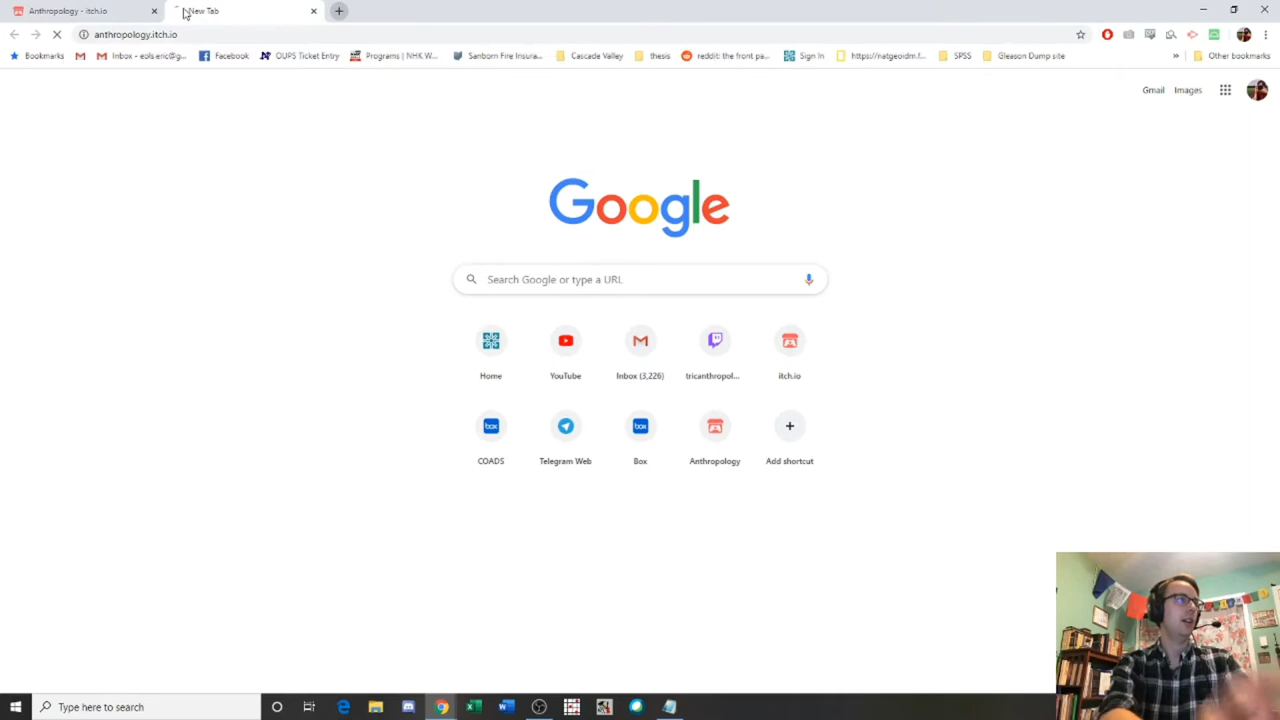 Anthropology - itch.io
New Tab
anthropology.itch.io
Bookmarks
Inbox - eols.eric@g...
Facebook
OUPS Ticket Entry
Programs | NHK W...
Sanborn Fire Insura...
Cascade Valley
thesis
reddit: the front pa...
Sign In
https://natgeoidm.f...
SPSS
Gleason Dump site
»
Other bookmarks
Gmail
Images
Google
Search Google or type a URL
Home
YouTube
Inbox (3,226)
tricanthropol...
itch.io
box
box
COADS
Telegram Web
Box
Anthropology
Add shortcut
Type here to search